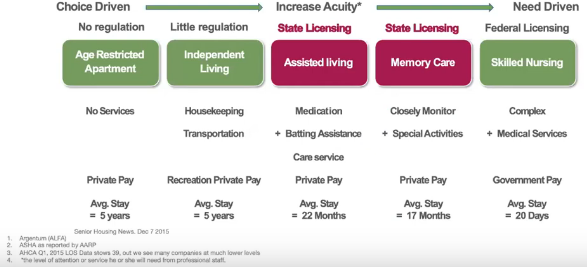 Choice Driven Increase Acuity* Need Driven
No regulation Little regulation State Licensing State Licensing Federal Licensing
Age Restricted Independent Assisted living Memory Care Skilled Nursing
Apartment Living
No Services Housekeeping Medication Closely Monitor Complex
Transportation + Batting Assistance + Special Activities + Medical Services
Care service
Private Pay Recreation Private Pay Private Pay Private Pay Government Pay
Avg. Stay Avg. Stay Avg. Stay Avg. Stay Avg. Stay
= 5 years = 5 years = 22 Months = 17 Months = 20 Days
Senior Housng News, Dec 7 2015
1. Argentum (ALFA)
2. ASHA as reported by AARP
3. AHCA Q1, 2015 LOS Data stows 39, out we see many companies at much lower levels
4. *the level of attention or service he or she will need from professional staff.